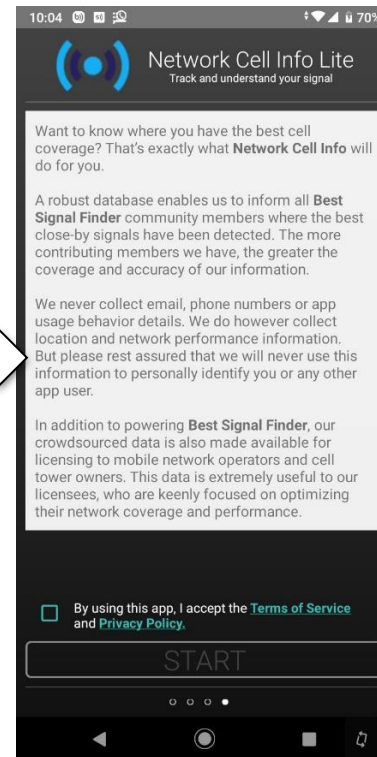 10:04
70%
Network Cell Info Lite
Track and understand your signal
Want to know where you have the best cell
coverage? That's exactly what Network Cell Info will
do for you.
A robust database enables us to inform all Best
Signal Finder community members where the best
close-by signals have been detected. The more
contributing members we have, the greater the
coverage and accuracy of our information.
We never collect email, phone numbers or app
usage behavior details. We do however collect
location and network performance information.
But please rest assured that we will never use this
information to personally identify you or any other
app user.
In addition to powering Best Signal Finder, our
crowdsourced data is also made available for
licensing to mobile network operators and cell
tower owners. This data is extremely useful to our
licensees, who are keenly focused on optimizing
their network coverage and performance.
By using this app, I accept the Terms of Service
and Privacy Policy.
START